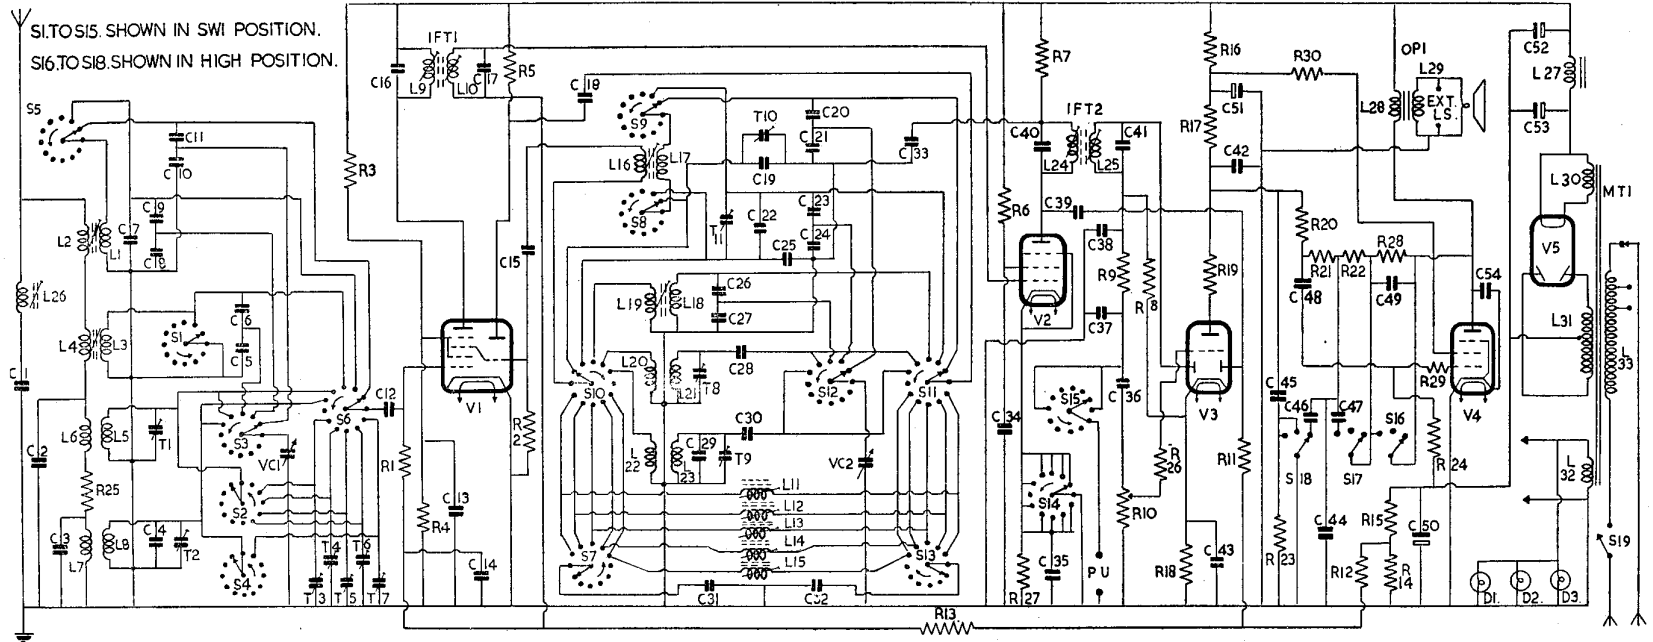 S1.TO S15. SHOWN IN SW1 POSITION.
S16.TO S18.SHOWN IN HIGH POSITION.
IFT1
C16
L9
L10
C17
R5
R3
S5
C11
C10
C9
C18
C7
L2
L1
L26
L4
L3
S1
C6
C5
C1
C2
L6
L5
T1
S3
VC1
S6
C12
R25
S2
C3
L7
L8
C4
T2
S4
T3
T4
T5
T6
T7
R1
R4
C13
C14
V1
R2
C15
C18
S9
T10
C20
C21
C19
C33
L16
L17
S8
T11
C22
C23
C24
C25
L19
L18
C26
C27
L20
L21
T8
C28
S10
S12
S11
L22
L23
C29
T9
C30
VC2
L11
L12
L13
L14
L15
S7
S13
C31
C32
R13
R7
IFT2
C40
L24
L25
C41
R6
C39
C38
R9
R18
C37
V2
C34
S15
C36
S14
R27
C35
PU
R10
R26
R16
R30
C51
R17
C42
R19
V3
R11
R18
C43
R20
R21
R22
R28
C48
C49
C45
C46
C47
S16
S18
S17
R29
R24
C44
R23
R12
R15
R14
C50
V4
C54
OP1
L28
L29
EXT.
LS.
C52
L27
C53
L30
MT1
V5
L31
L33
L32
D1.
D2.
D3.
S19